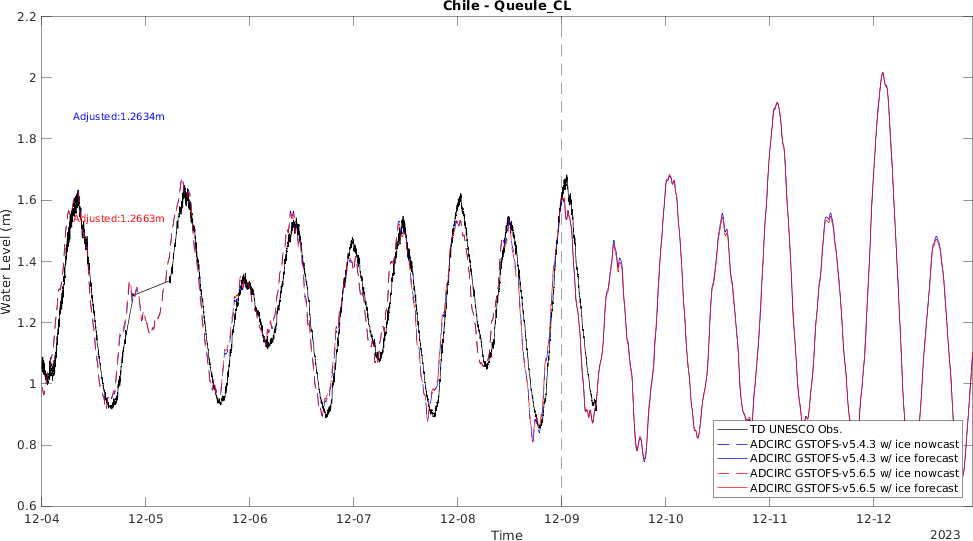 Chile - Queule_CL
2.2
2
1.8
1.6
1.4
1.2
1
0.8
0.6
Water Level (m)
Adjusted:1.2634m
Adjusted:1.2663m
TD UNESCO Obs.
ADCIRC GSTOFS-v5.4.3 w/ ice nowcast
ADCIRC GSTOFS-v5.4.3 w/ ice forecast
ADCIRC GSTOFS-v5.6.5 w/ ice nowcast
ADCIRC GSTOFS-v5.6.5 w/ ice forecast
12-04 12-05 12-06 12-07 12-08 12-09 12-10 12-11 12-12
Time
2023